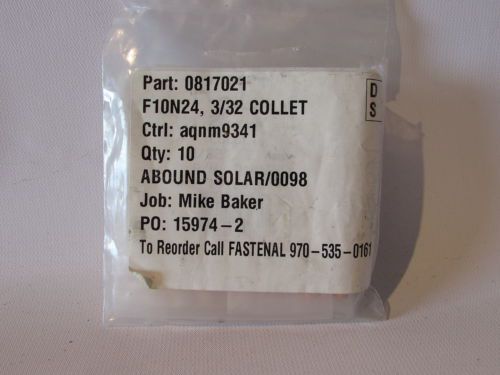 Part: 0817021
F10N24, 3/32 COLLET
Ctrl: aqnm9341
Qty: 10
ABOUND SOLAR/0098
Job: Mike Baker
PO: 15974-2
To Reorder Call FASTENAL 970-535-0161
D
S